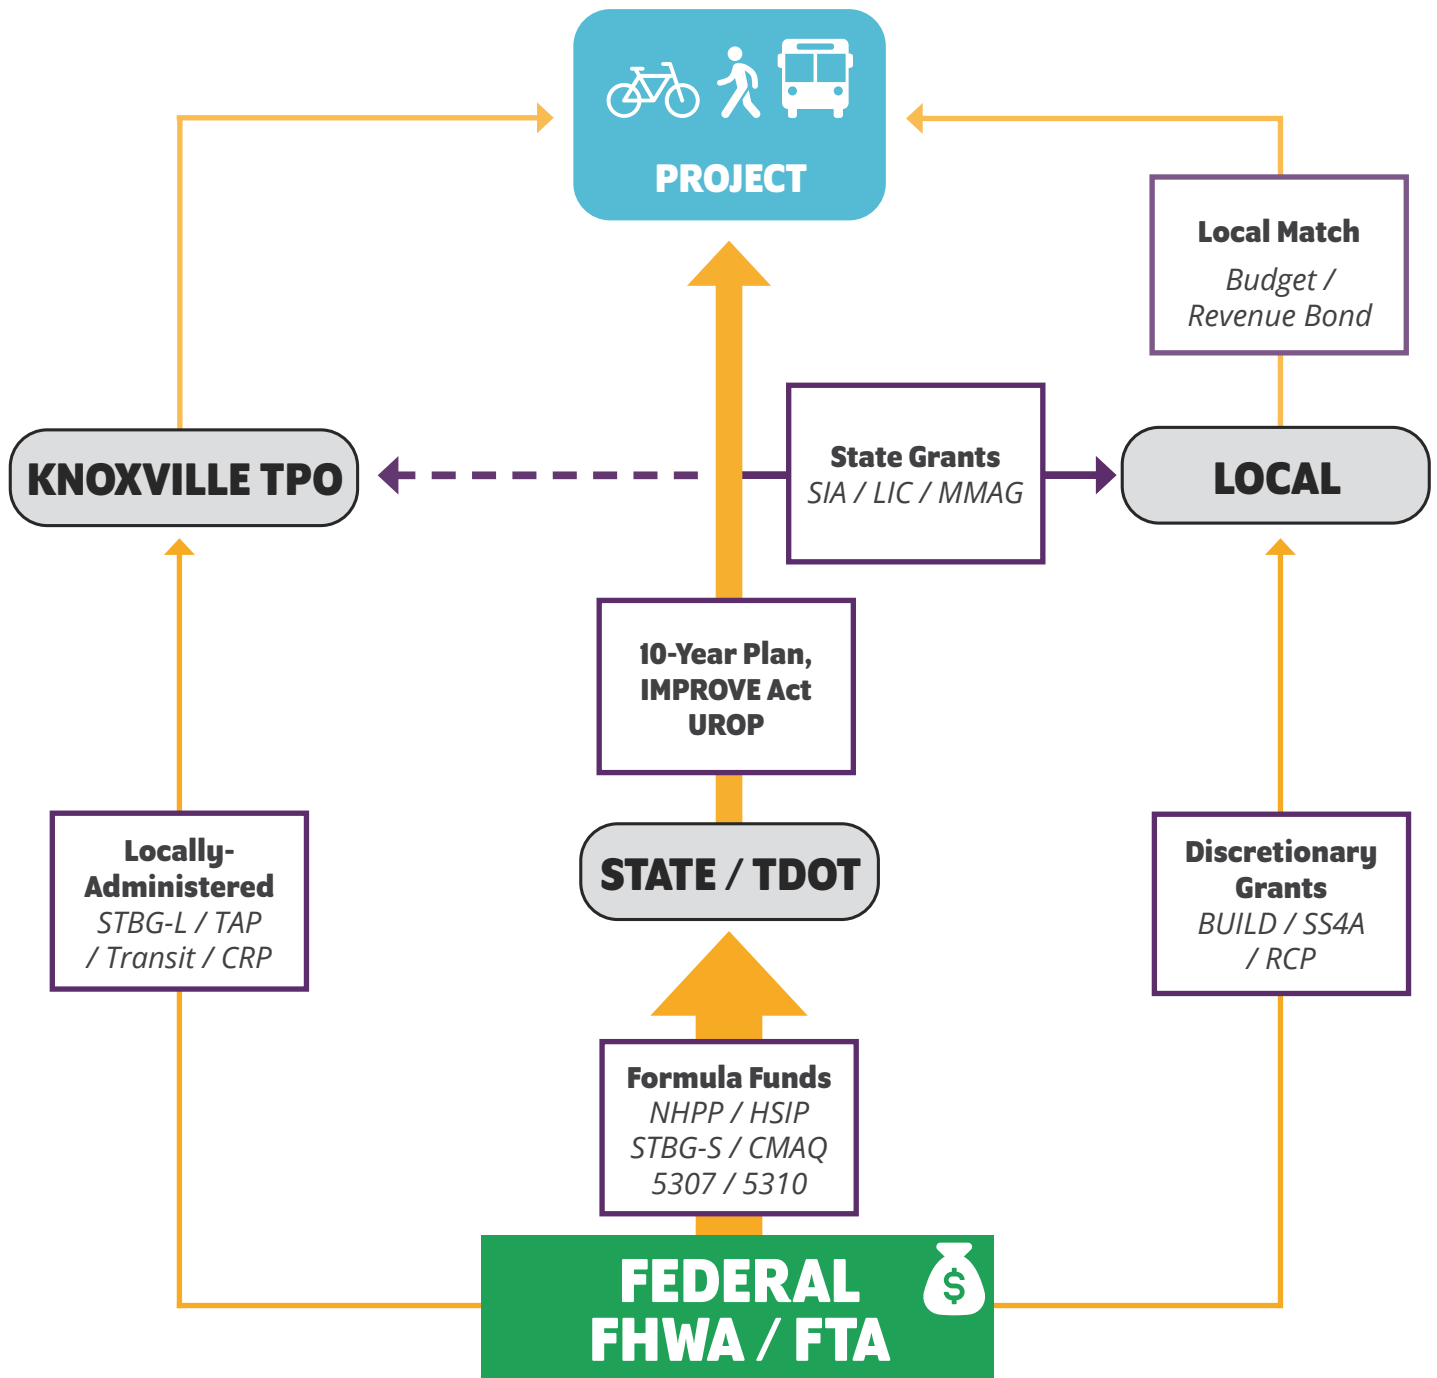 PROJECT
Local Match
Budget /
Revenue Bond
KNOXVILLE TPO
State Grants
SIA / LIC / MMAG
LOCAL
10-Year Plan,
IMPROVE Act
UROP
Locally-
Administered
STBG-L / TAP
/ Transit / CRP
STATE / TDOT
Discretionary
Grants
BUILD / SS4A
/ RCP
Formula Funds
NHPP / HSIP
STBG-S / CMAQ
5307 / 5310
FEDERAL
FHWA / FTA
$